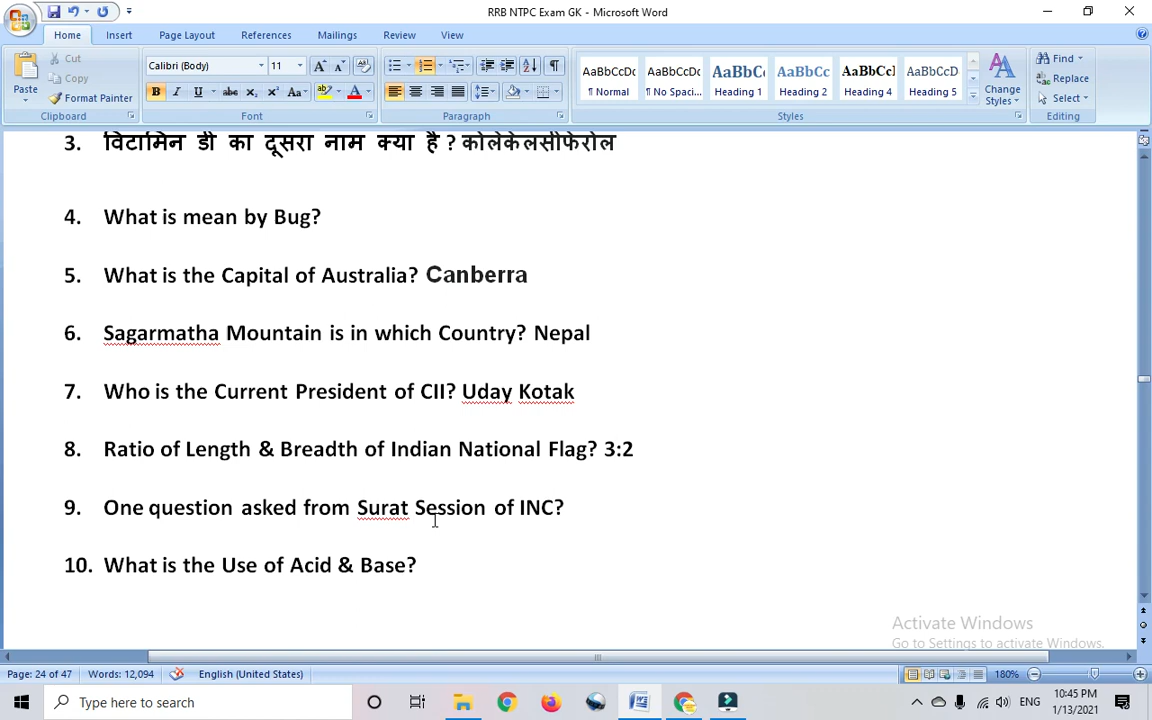 RRB NTPC Exam GK - Microsoft Word
Home Insert Page Layout References Mailings Review View
Paste Cut Copy Format Painter
Calibri (Body) 11
B I U abc x₂ x² Aa
AaBbCcDc AaBbCcDc AaBbC AaBbCc AaBbCcI AaBbCcD
¶ Normal ¶ No Spaci... Heading 1 Heading 2 Heading 4 Heading 5
Change Styles
Find Replace Select
Clipboard Font Paragraph Styles Editing
3. विटामिन डी का दूसरा नाम क्या है ? कोलेकेलसीफेरोल
4. What is mean by Bug?
5. What is the Capital of Australia? Canberra
6. Sagarmatha Mountain is in which Country? Nepal
7. Who is the Current President of CII? Uday Kotak
8. Ratio of Length & Breadth of Indian National Flag? 3:2
9. One question asked from Surat Session of INC?
10. What is the Use of Acid & Base?
Activate Windows
Go to Settings to activate Windows.
Page: 24 of 47 Words: 12,094 English (United States) 180%
Type here to search ENG 10:45 PM
1/13/2021